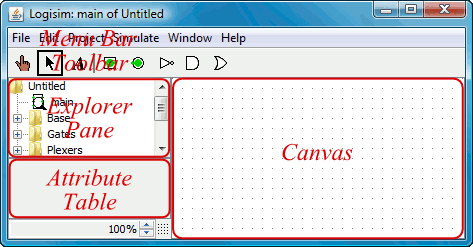 Logisim: main of Untitled
File Edit Project Simulate Window Help
Menu Bar
Toolbar
A
Untitled
main
Base
Gates
Plexers
Explorer
Pane
Canvas
Attribute
Table
100%